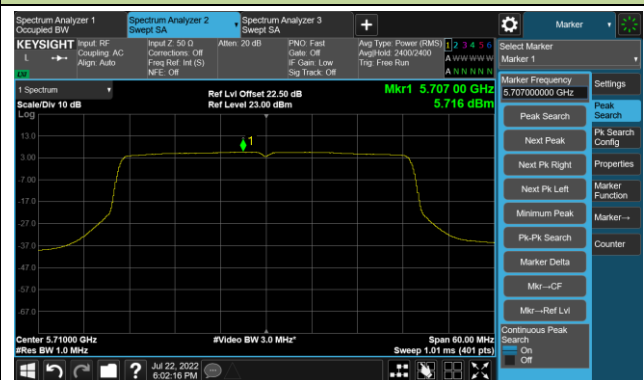 Spectrum Analyzer 1
Occupied BW
Spectrum Analyzer 2
Swept SA
Spectrum Analyzer 3
Swept SA
+
Marker
KEYSIGHT
L
LXI
Input: RF
Coupling: AC
Align: Auto
Input Z: 50 Ω
Corrections: Off
Freq Ref: Int (S)
NFE: Off
Atten: 20 dB
PNO: Fast
Gate: Off
IF Gain: Low
Sig Track: Off
Avg Type: Power (RMS)
Avg|Hold: 2400/2400
Trig: Free Run
1 2 3 4 5 6
A W W W W W
A N N N N N
Select Marker
Marker 1
1 Spectrum
Scale/Div 10 dB
Log
Ref Lvl Offset 22.50 dB
Ref Level 23.00 dBm
Mkr1 5.707 00 GHz
5.716 dBm
1
13.0
3.00
-7.00
-17.0
-27.0
-37.0
-47.0
-57.0
-67.0
Center 5.71000 GHz
#Res BW 1.0 MHz
#Video BW 3.0 MHz*
Span 60.00 MHz
Sweep 1.01 ms (401 pts)
Marker Frequency
5.707000000 GHz
Peak Search
Next Peak
Next Pk Right
Next Pk Left
Minimum Peak
Pk-Pk Search
Marker Delta
Mkr→CF
Mkr→Ref Lvl
Continuous Peak
Search
On
Off
Settings
Peak
Search
Pk Search
Config
Properties
Marker
Function
Marker→
Counter
?
Jul 22, 2022
6:02:16 PM